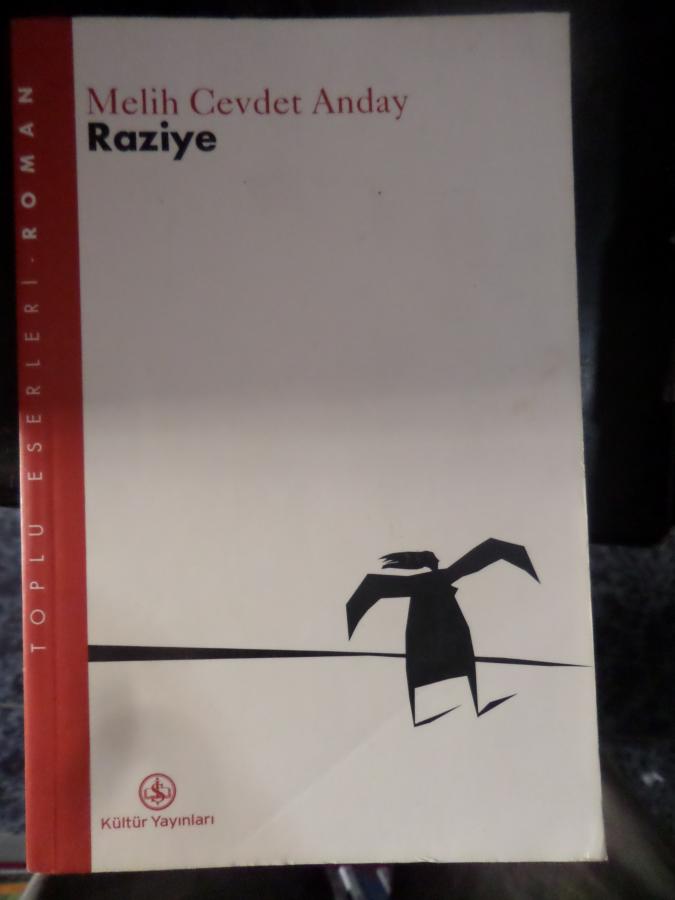 Melih Cevdet Anday
Raziye
TOPLU ESERLERİ . ROMAN
Kültür Yayınları